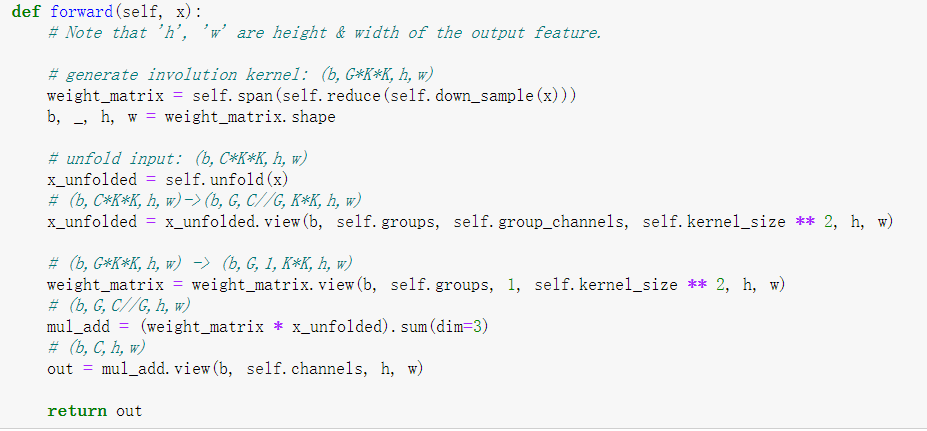 def forward(self, x):
# Note that 'h', 'w' are height & width of the output feature.
# generate involution kernel: (b,G*K*K,h,w)
weight_matrix = self.span(self.reduce(self.down_sample(x)))
b, _, h, w = weight_matrix.shape
# unfold input: (b,C*K*K,h,w)
x_unfolded = self.unfold(x)
# (b,C*K*K,h,w)->(b,G,C//G,K*K,h,w)
x_unfolded = x_unfolded.view(b, self.groups, self.group_channels, self.kernel_size ** 2, h, w)
# (b,G*K*K,h,w) -> (b,G,1,K*K,h,w)
weight_matrix = weight_matrix.view(b, self.groups, 1, self.kernel_size ** 2, h, w)
# (b,G,C//G,h,w)
mul_add = (weight_matrix * x_unfolded).sum(dim=3)
# (b,C,h,w)
out = mul_add.view(b, self.channels, h, w)
return out